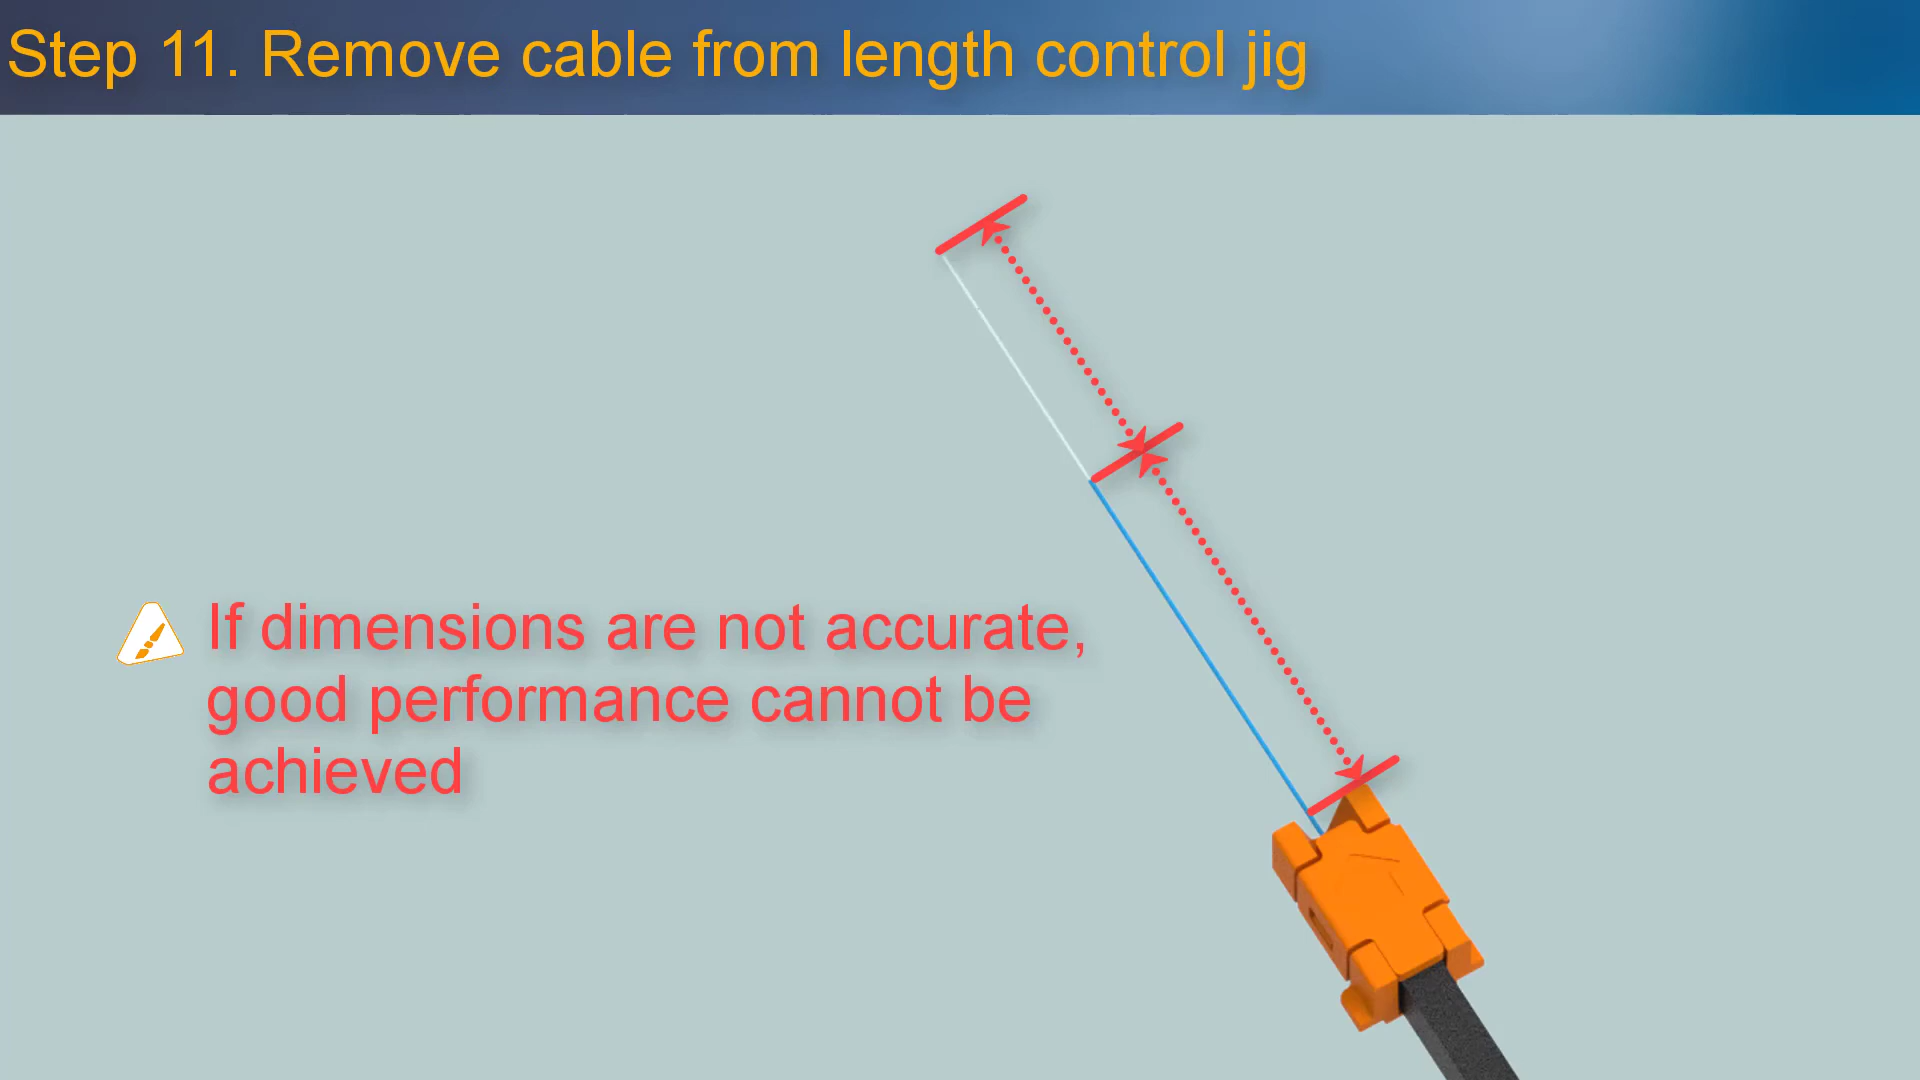 Step 11. Remove cable from length control jig
If dimensions are not accurate,
good performance cannot be
achieved